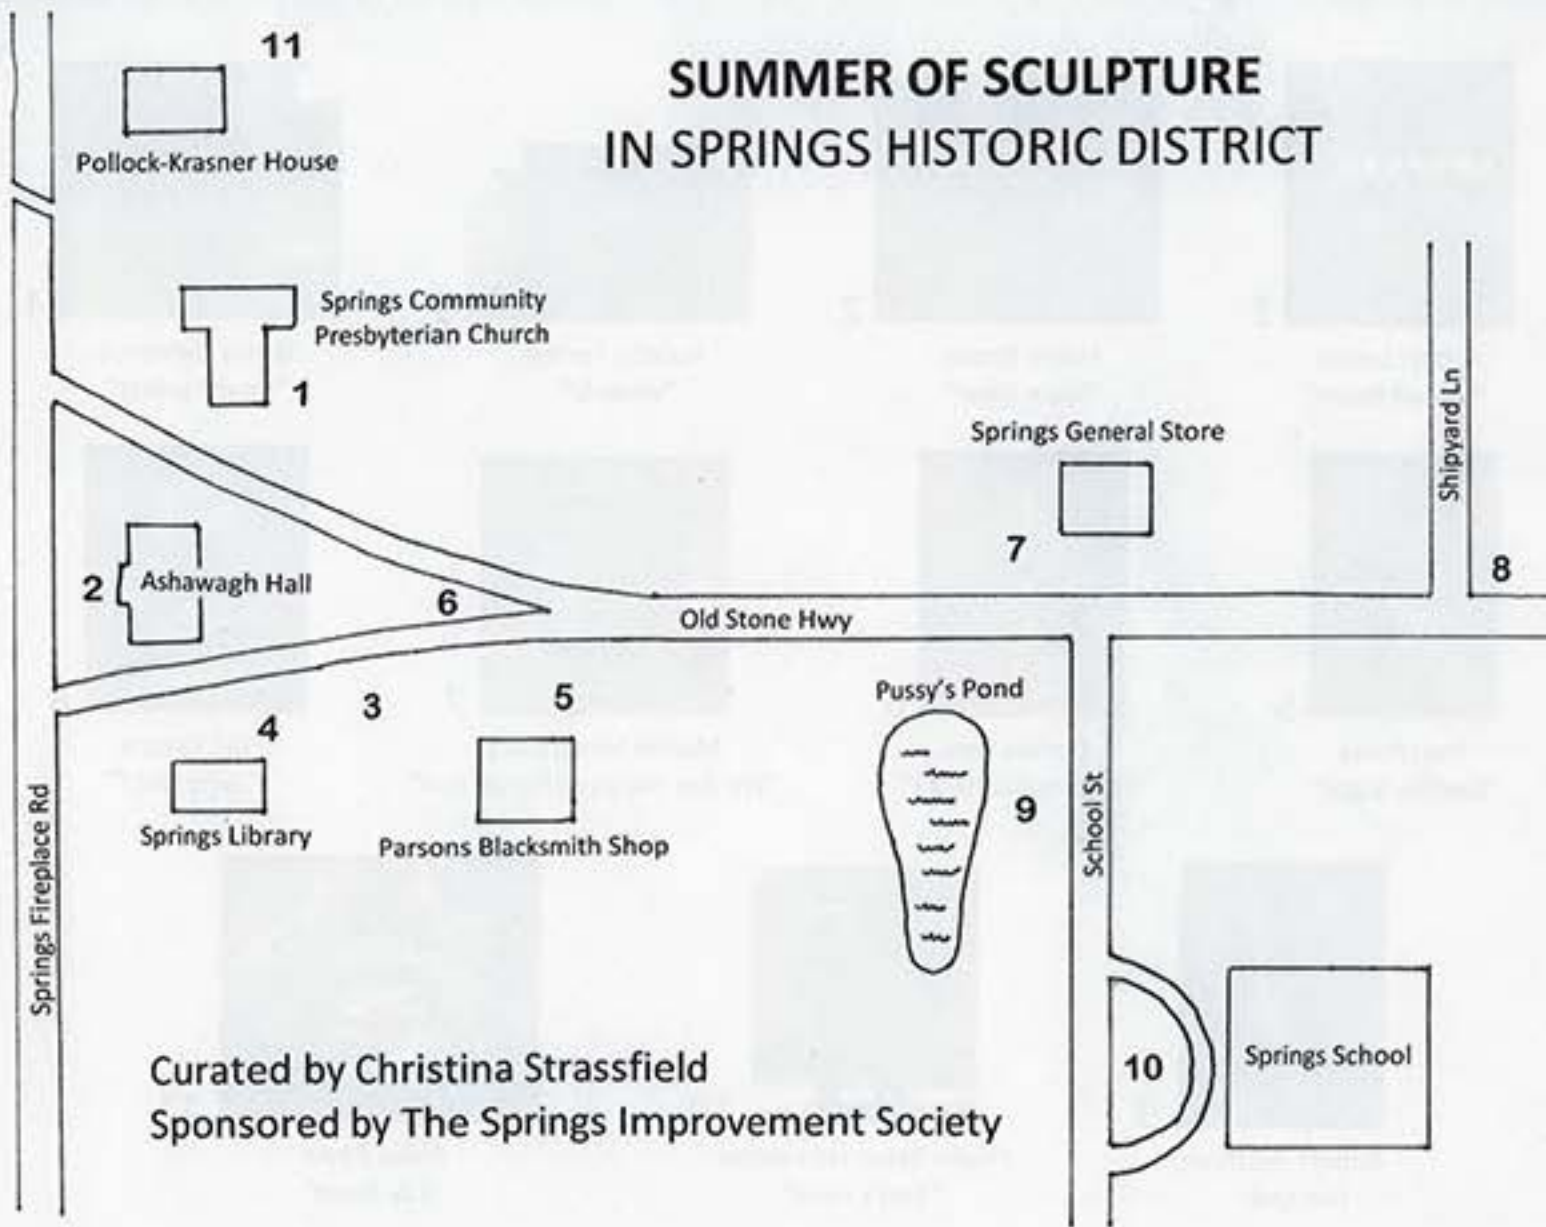 11
SUMMER OF SCULPTURE
IN SPRINGS HISTORIC DISTRICT
Pollock-Krasner House
Springs Community
Presbyterian Church
1
Springs General Store
Shipyard Ln
7
8
2
Ashawagh Hall
6
Old Stone Hwy
3
5
4
Pussy's Pond
9
School St
Springs Library
Parsons Blacksmith Shop
Springs Fireplace Rd
10
Springs School
Curated by Christina Strassfield
Sponsored by The Springs Improvement Society